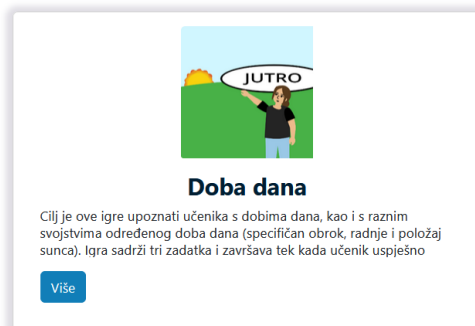 JUTRO
Doba dana
Cilj je ove igre upoznati učenika s dobima dana, kao i s raznim
svojstvima određenog doba dana (specifičan obrok, radnje i položaj
sunca). Igra sadrži tri zadatka i završava tek kada učenik uspješno
Više